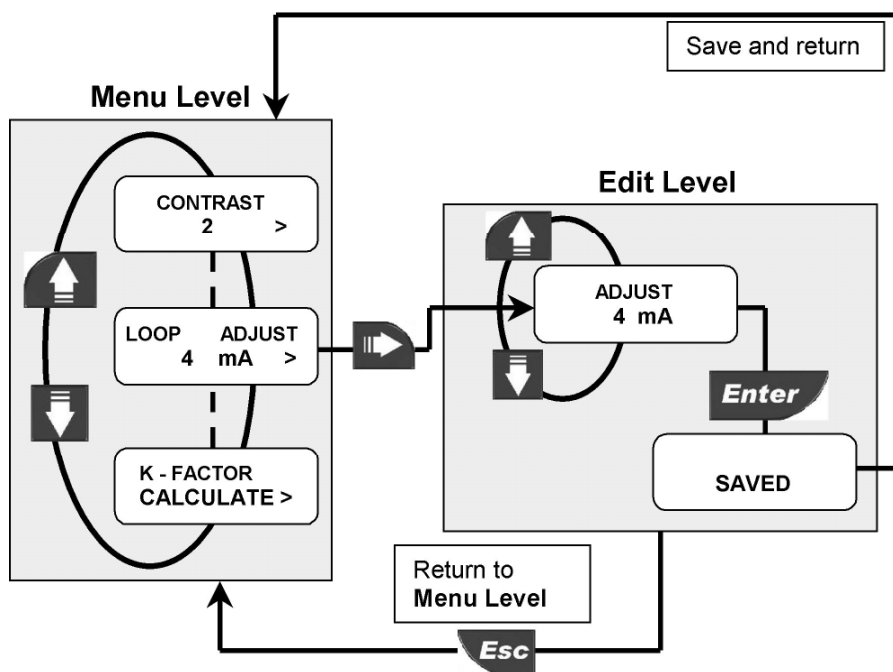 Save and return
Menu Level
CONTRAST
2 >
LOOP ADJUST
4 mA >
K - FACTOR
CALCULATE >
Edit Level
ADJUST
4 mA
Enter
SAVED
Return to
Menu Level
Esc